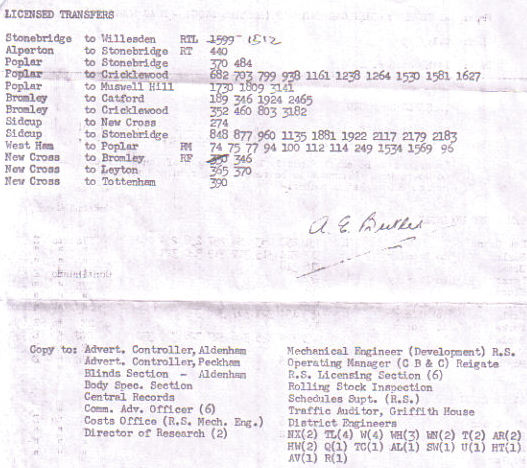 LICENSED TRANSFERS
Stonebridge to Willesden RTL 1599 1512
Alperton to Stonebridge RT 440
Poplar to Stonebridge 370 484
Poplar to Cricklewood 682 703 799 938 1161 1238 1264 1530 1581 1627
Poplar to Muswell Hill 1730 1809 3141
Bromley to Catford 189 346 1924 2465
Bromley to Cricklewood 352 460 803 3182
Sidcup to New Cross 274
Sidcup to Stonebridge 848 877 960 1135 1881 1922 2117 2179 2183
West Ham to Poplar RM 74 75 77 94 100 112 114 249 1534 1569 96
New Cross to Bromley RF 346
New Cross to Leyton 365 370
New Cross to Tottenham 390
A. E. Butler
Copy to: Advert. Controller, Aldenham
Advert. Controller, Peckham
Blinds Section - Aldenham
Body Spec. Section
Central Records
Comm. Adv. Officer (6)
Costs Office (R.S. Mech. Eng.)
Director of Research (2)
Mechanical Engineer (Development) R.S.
Operating Manager (C B & C) Reigate
R.S. Licensing Section (6)
Rolling Stock Inspection
Schedules Supt. (R.S.)
Traffic Auditor, Griffith House
District Engineers
NX(2) TL(4) W(4) WH(3) WN(2) T(2) AR(2)
HW(2) Q(1) TC(1) AL(1) SW(1) U(1) HT(1)
AV(1) R(1)